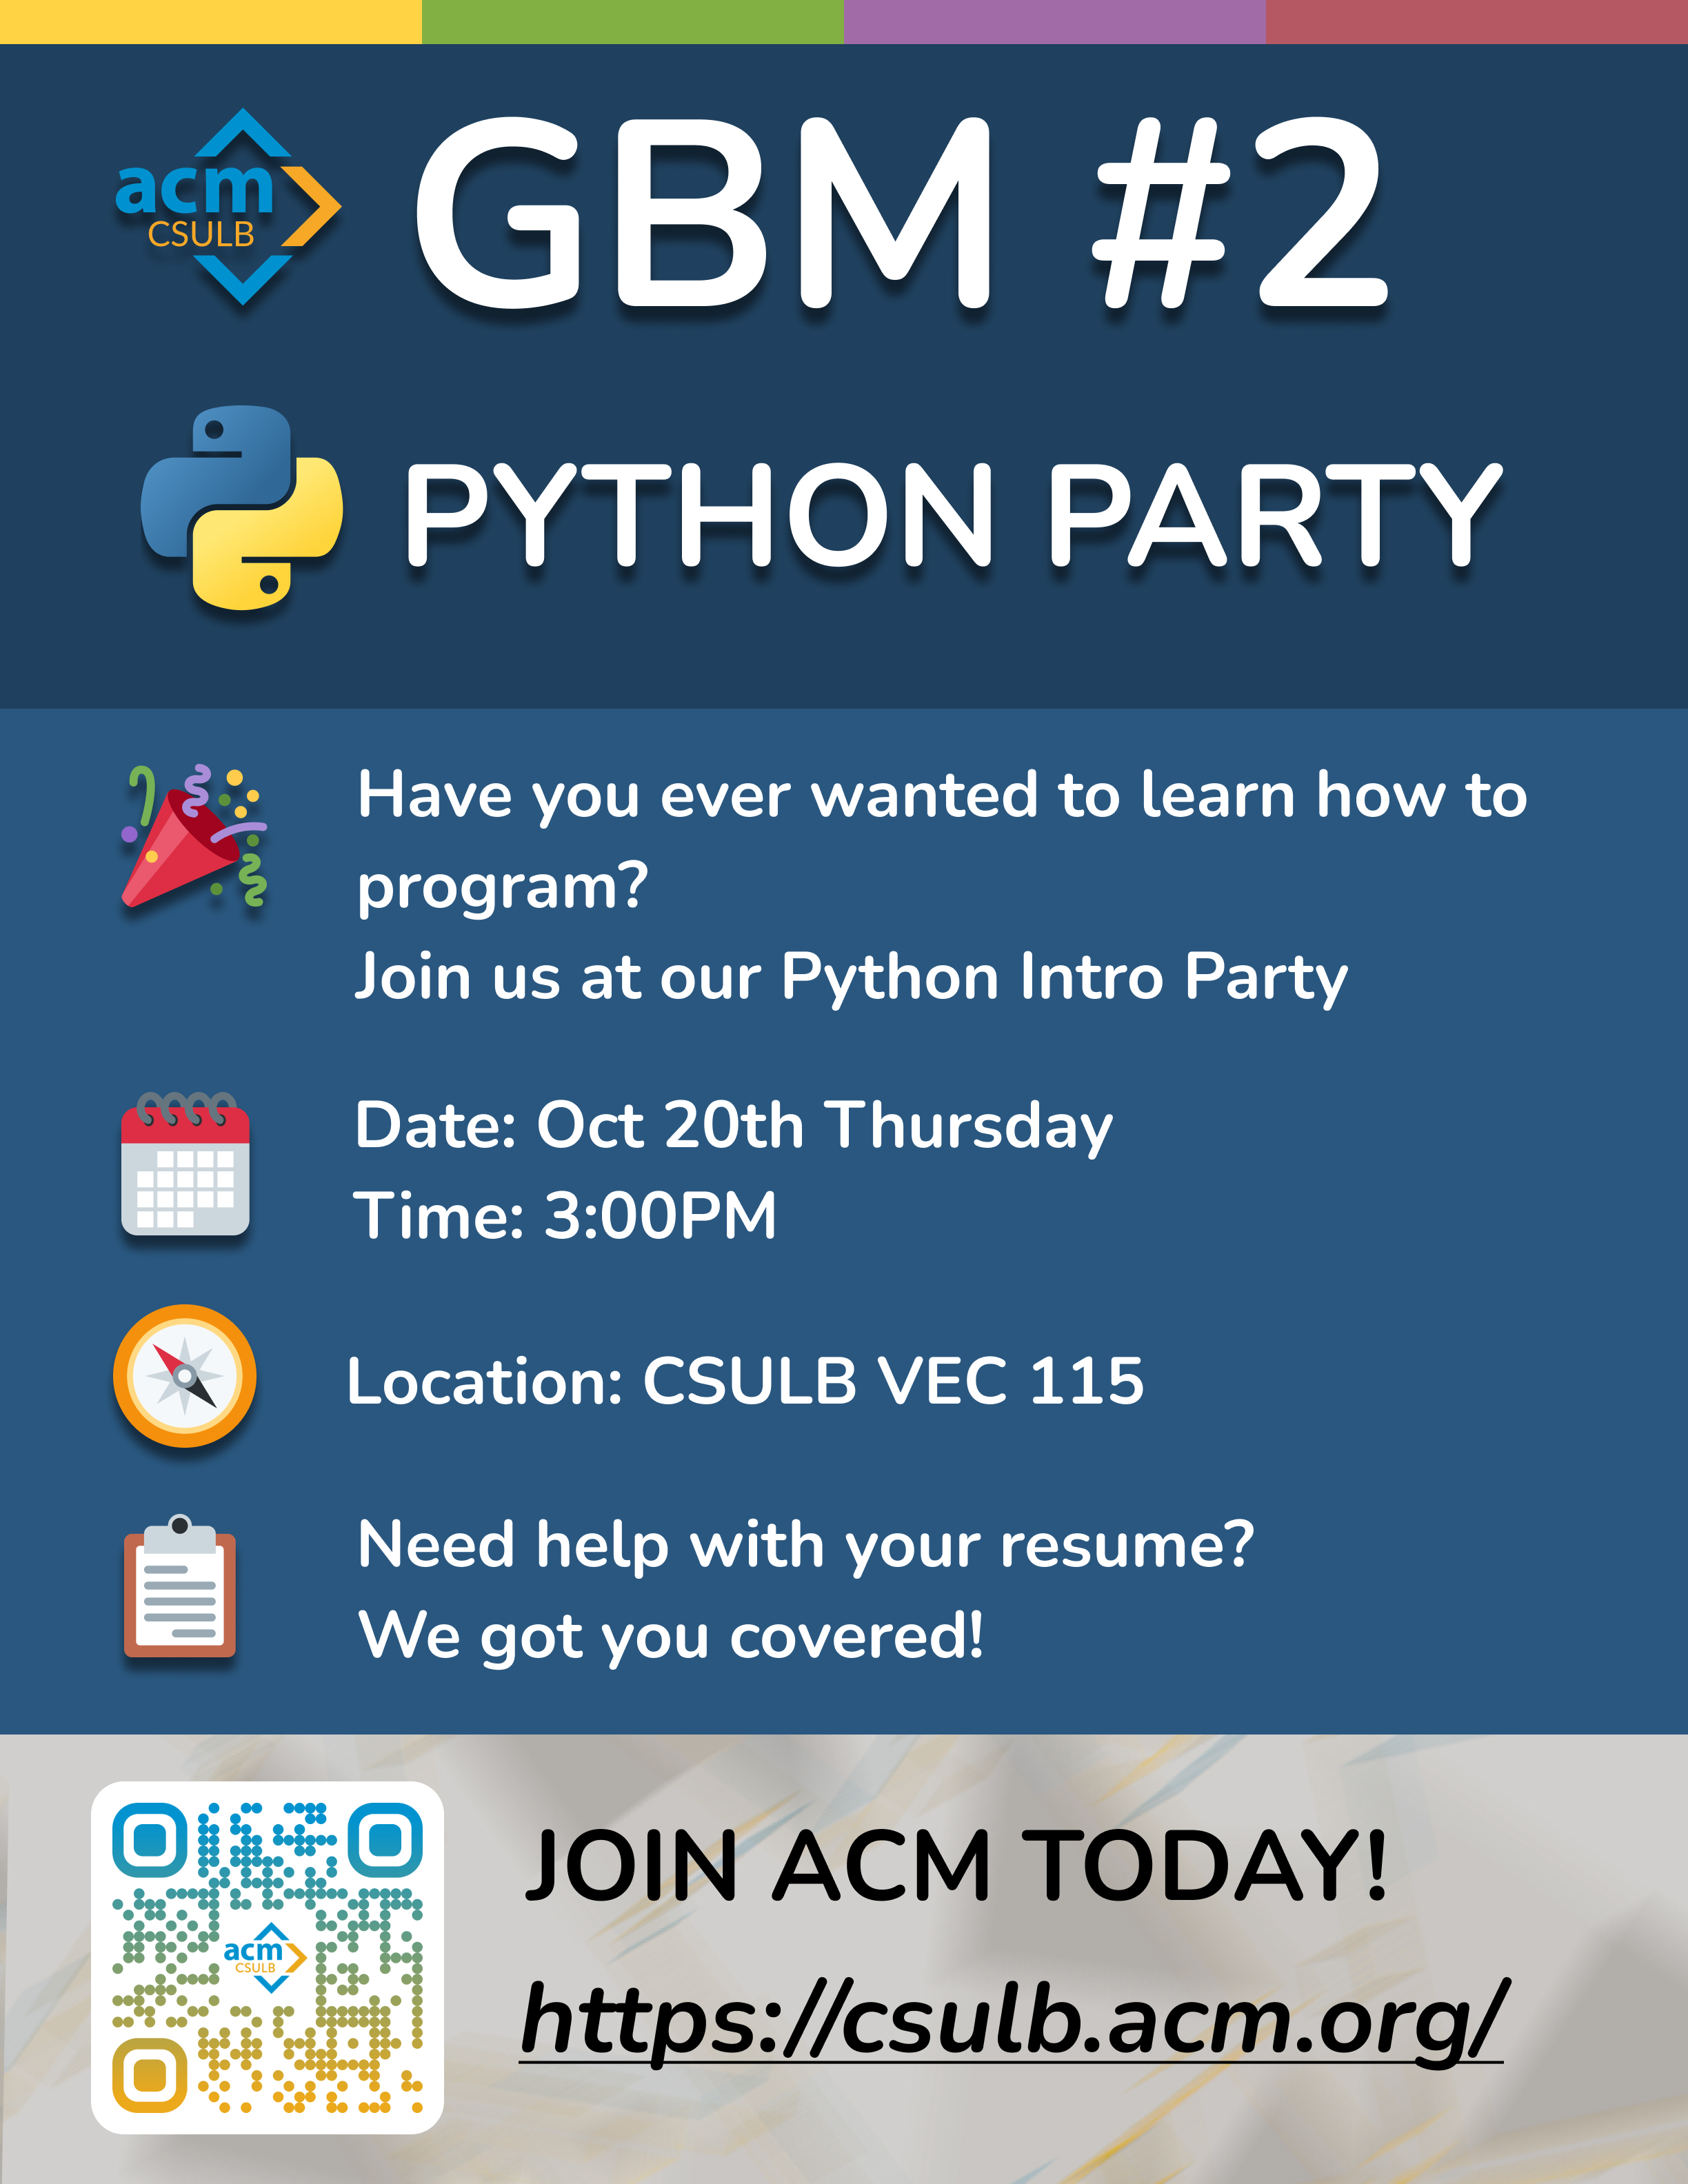 acm
CSULB
GBM #2
PYTHON PARTY
Have you ever wanted to learn how to
program?
Join us at our Python Intro Party
Date: Oct 20th Thursday
Time: 3:00PM
Location: CSULB VEC 115
Need help with your resume?
We got you covered!
acm
CSULB
JOIN ACM TODAY!
https://csulb.acm.org/